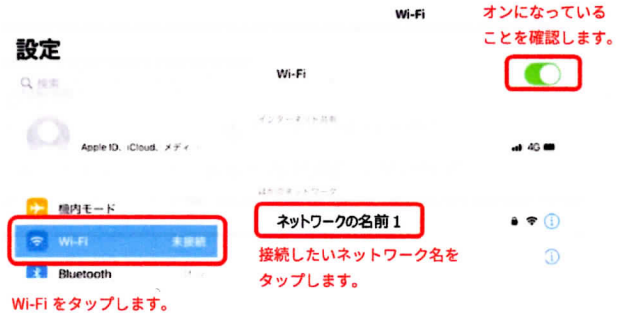 Wi-Fi
オンになっている
ことを確認します。
設定
検索
Wi-Fi
Apple ID、iCloud、メディ
4G
機内モード
ネットワークの名前 1
Wi-Fi
未接続
接続したいネットワーク名を
タップします。
Bluetooth
Wi-Fi をタップします。